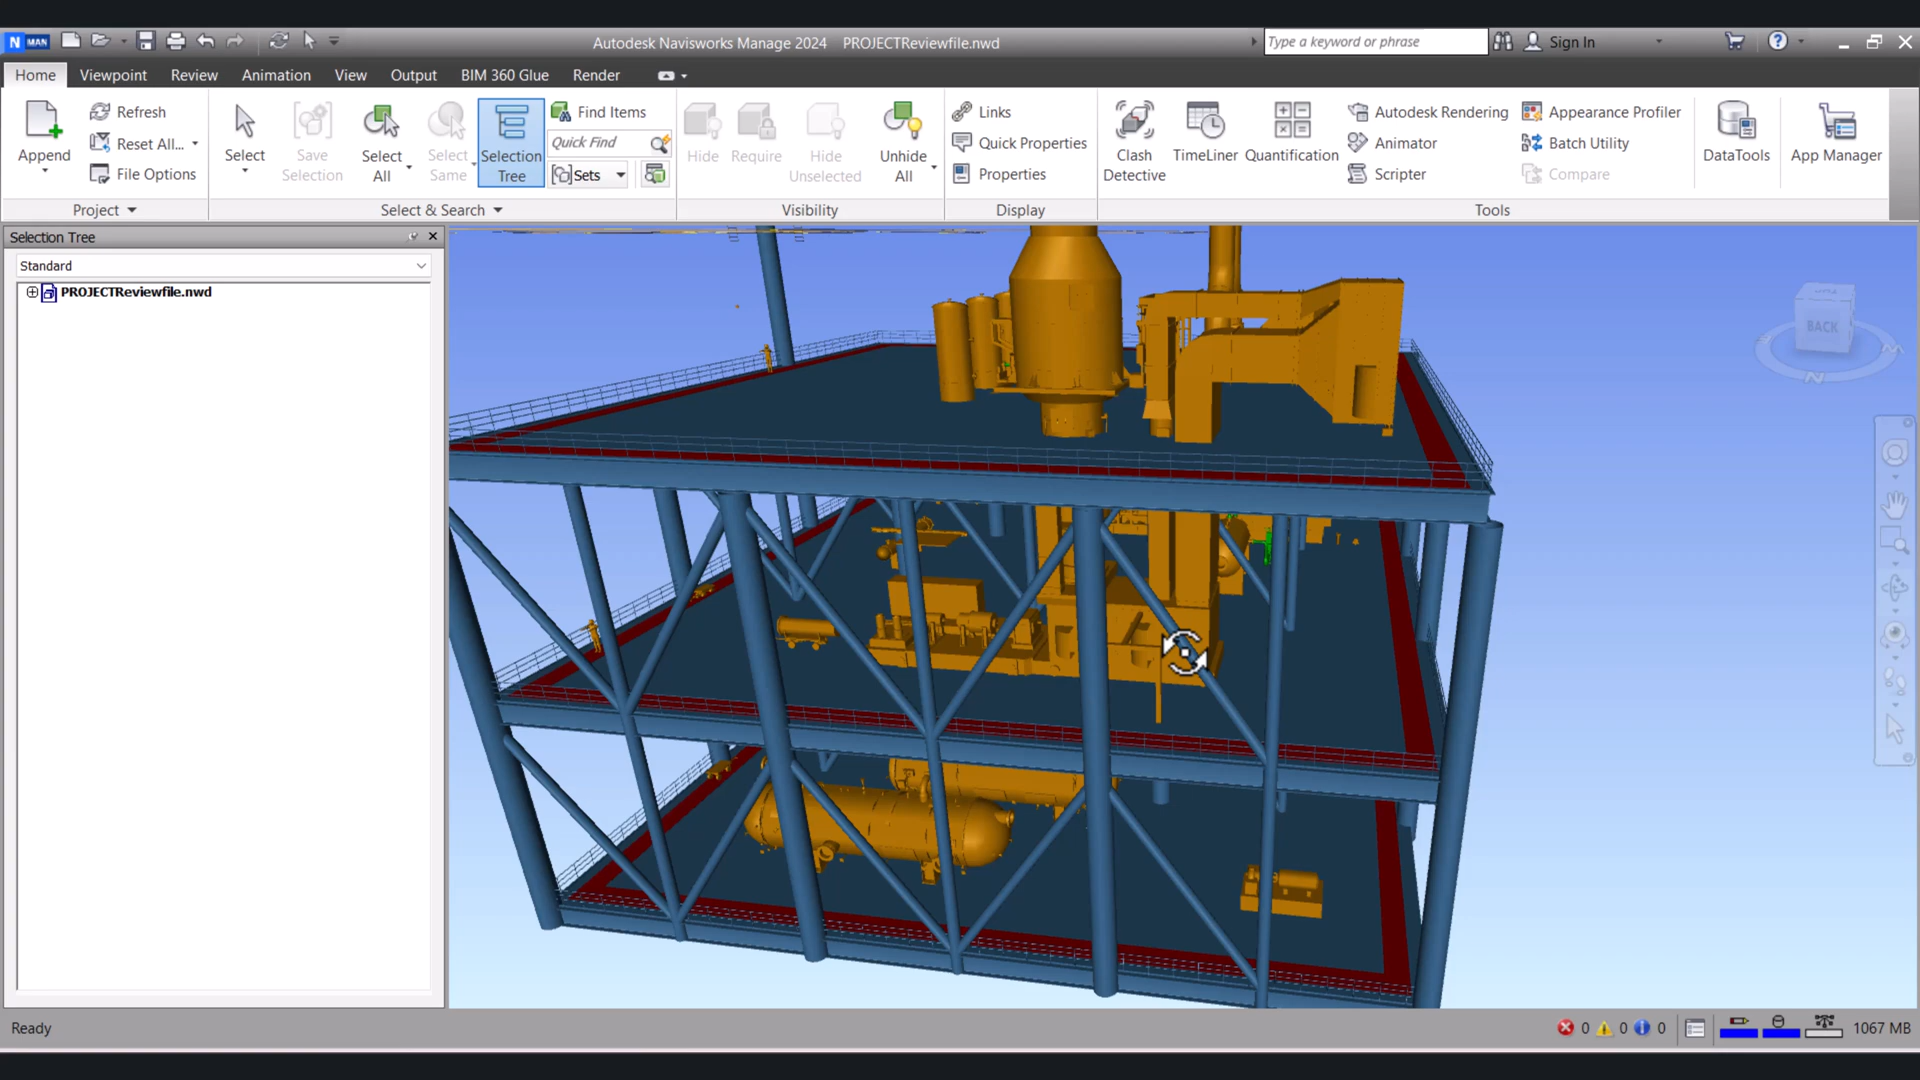 N MAN
Autodesk Navisworks Manage 2024 PROJECTReviewfile.nwd
Type a keyword or phrase
Sign In
Home Viewpoint Review Animation View Output BIM 360 Glue Render
Append
Refresh
Reset All...
File Options
Project
Select
Save Selection
Select All
Select Same
Selection Tree
Find Items
Quick Find
Sets
Select & Search
Hide
Require
Hide Unselected
Unhide All
Visibility
Links
Quick Properties
Properties
Display
Clash Detective
TimeLiner
Quantification
Autodesk Rendering
Animator
Scripter
Appearance Profiler
Batch Utility
Compare
Tools
DataTools
App Manager
Selection Tree
Standard
PROJECTReviewfile.nwd
BACK
N
Ready
0 0 0
1067 MB